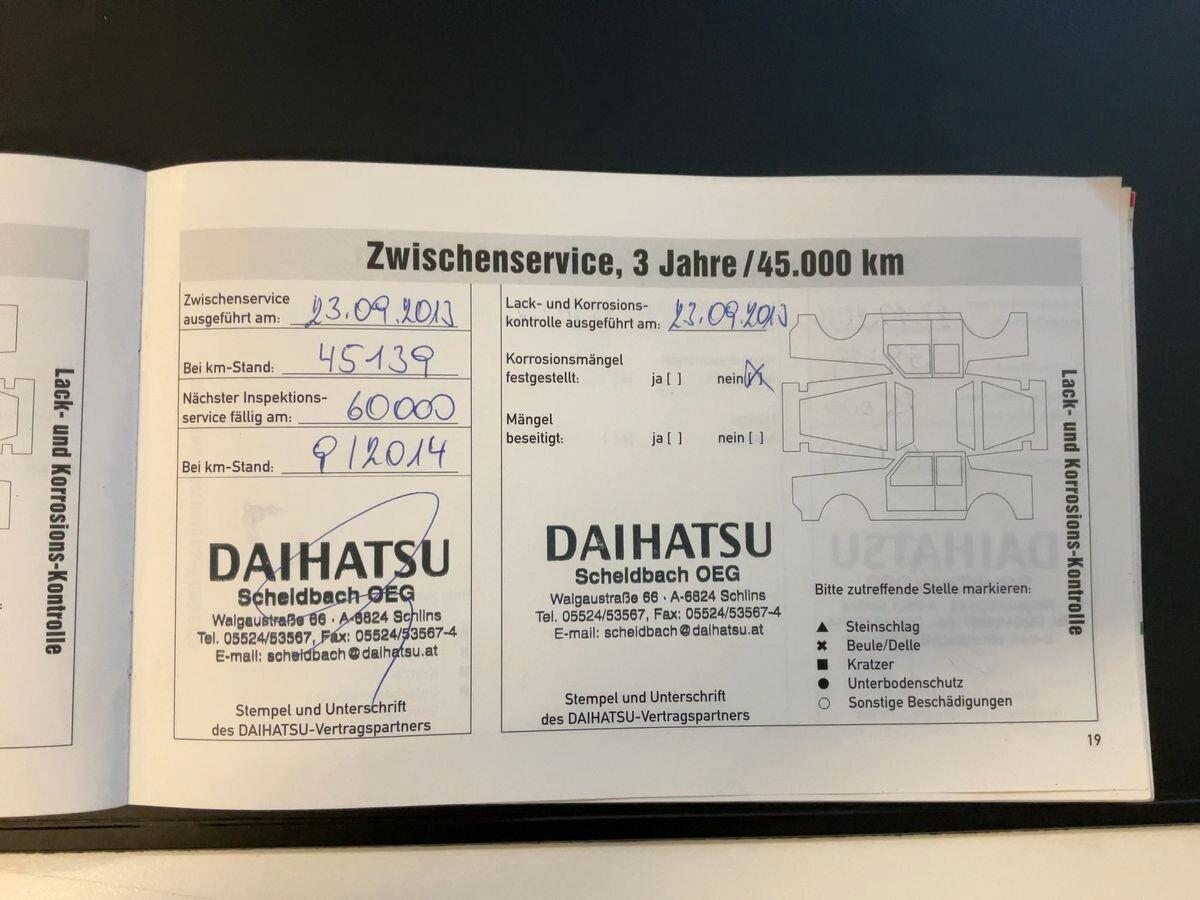 Lack- und Korrosions-Kontrolle
Zwischenservice, 3 Jahre/45.000 km
Zwischenservice
ausgeführt am: 23.09.2013
Bei km-Stand: 45139
Nächster Inspektions-
service fällig am: 60000
Bei km-Stand: 9/2014
DAIHATSU
Scheidbach OEG
Walgaustraße 66 · A-6824 Schlins
Tel. 05524/53567, Fax: 05524/53567-4
E-mail: scheidbach@daihatsu.at
Stempel und Unterschrift
des DAIHATSU-Vertragspartners
Lack- und Korrosions-
kontrolle ausgeführt am: 23.09.2013
Korrosionsmängel
festgestellt: ja [ ] nein [X]
Mängel
beseitigt: ja [ ] nein [ ]
DAIHATSU
Scheidbach OEG
Walgaustraße 66 · A-6824 Schlins
Tel. 05524/53567, Fax: 05524/53567-4
E-mail: scheidbach@daihatsu.at
Stempel und Unterschrift
des DAIHATSU-Vertragspartners
Bitte zutreffende Stelle markieren:
▲ Steinschlag
✖ Beule/Delle
■ Kratzer
● Unterbodenschutz
○ Sonstige Beschädigungen
Lack- und Korrosions-Kontrolle
19